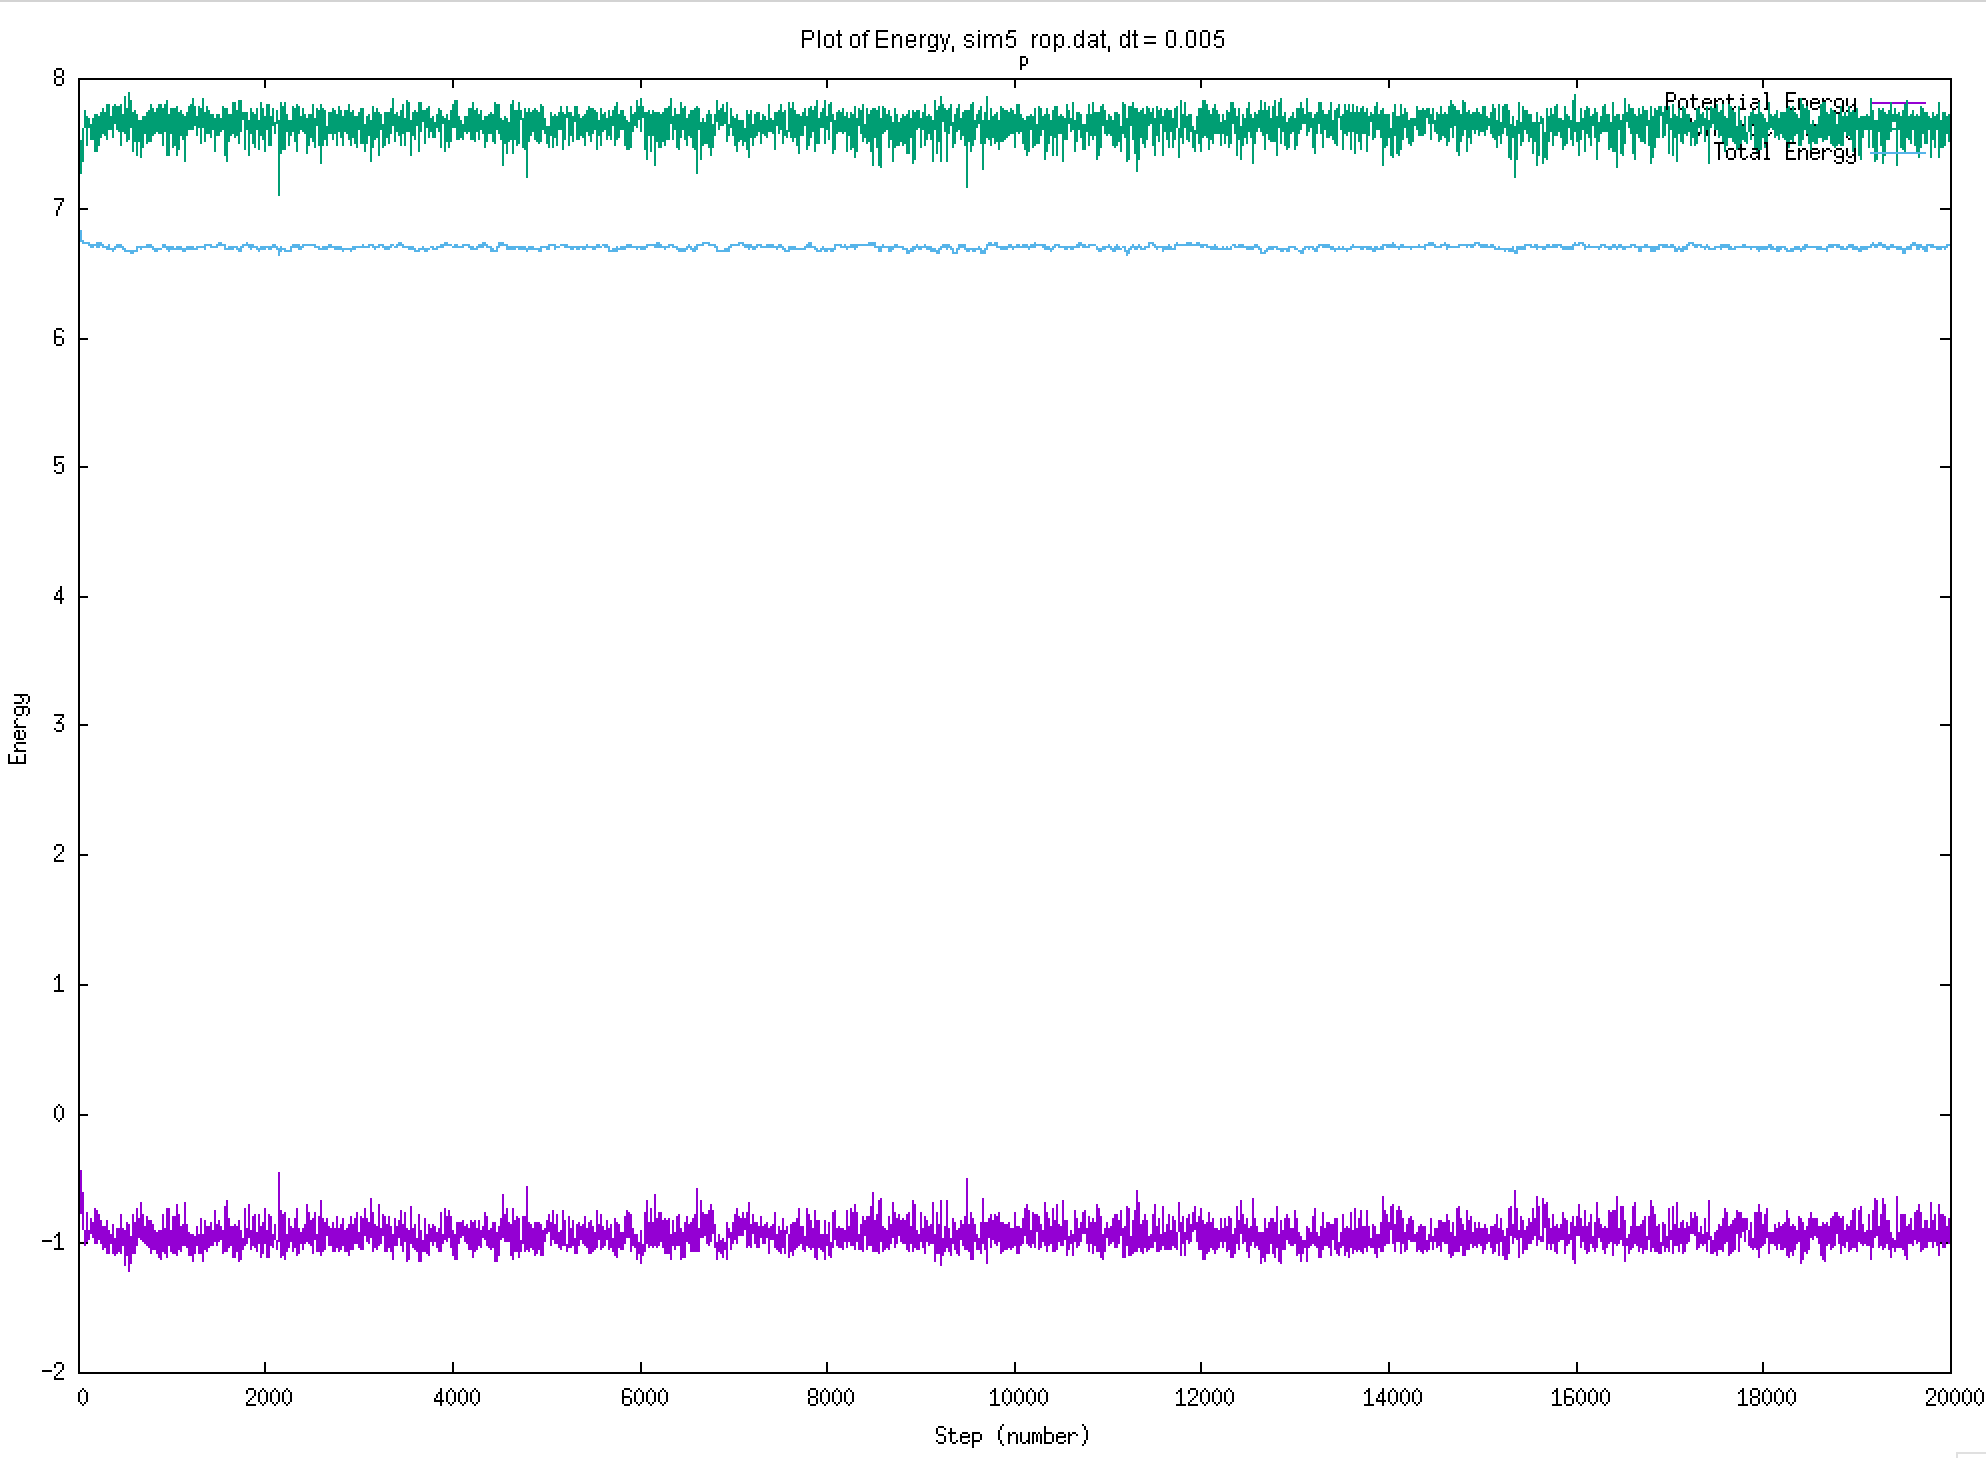 Plot of Energy, sim5_prop.dat, dt = 0.005
8
7
6
5
4
3
2
1
0
-1
-2
Energy
Potential Energy
Total Energy
0 2000 4000 6000 8000 10000 12000 14000 16000 18000 20000
Step (number)